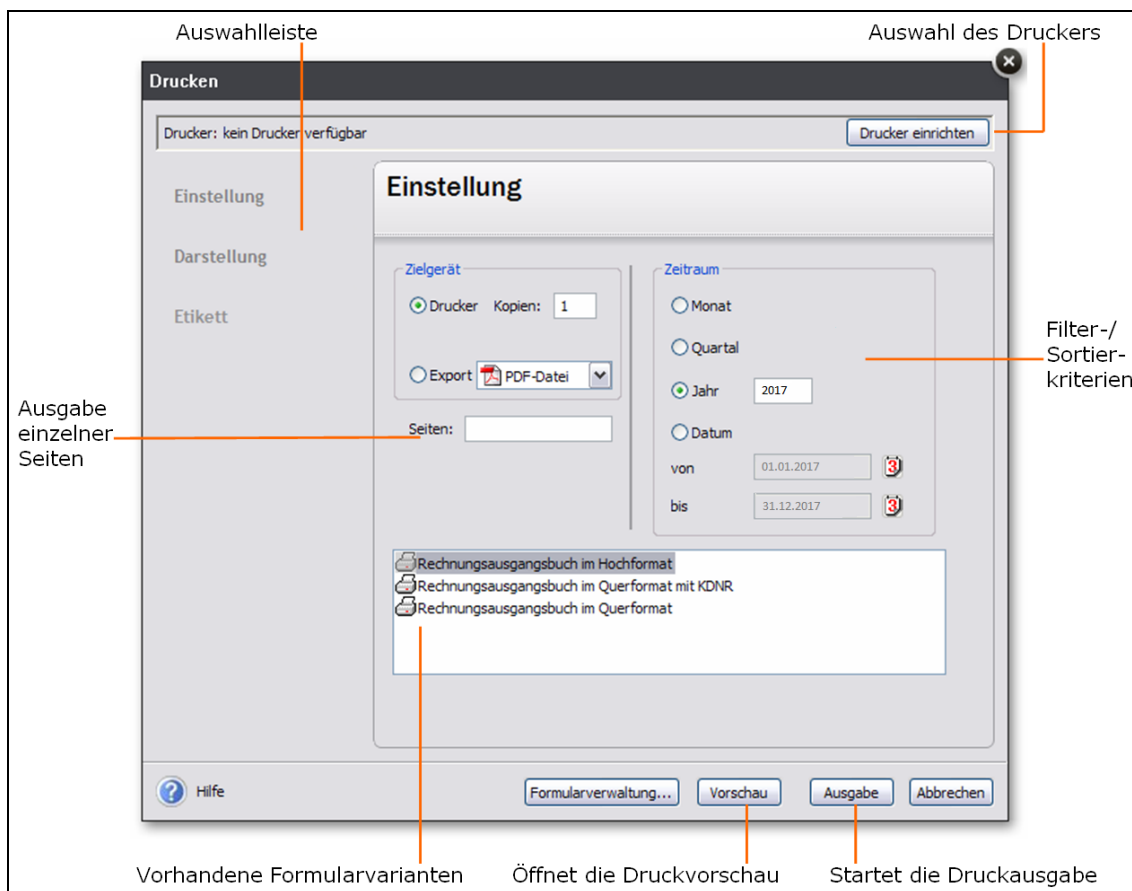 Auswahlleiste
Auswahl des Druckers
Drucken
Drucker: kein Drucker verfügbar
Drucker einrichten
Einstellung
Darstellung
Etikett
Einstellung
Zielgerät
Drucker Kopien: 1
Export PDF-Datei
Seiten:
Zeitraum
Monat
Quartal
Jahr 2017
Datum
von 01.01.2017 3
bis 31.12.2017 3
Filter-/
Sortier-
kriterien
Ausgabe
einzelner
Seiten
Rechnungsausgangsbuch im Hochformat
Rechnungsausgangsbuch im Querformat mit KDNR
Rechnungsausgangsbuch im Querformat
? Hilfe
Formularverwaltung...
Vorschau
Ausgabe
Abbrechen
Vorhandene Formularvarianten
Öffnet die Druckvorschau
Startet die Druckausgabe